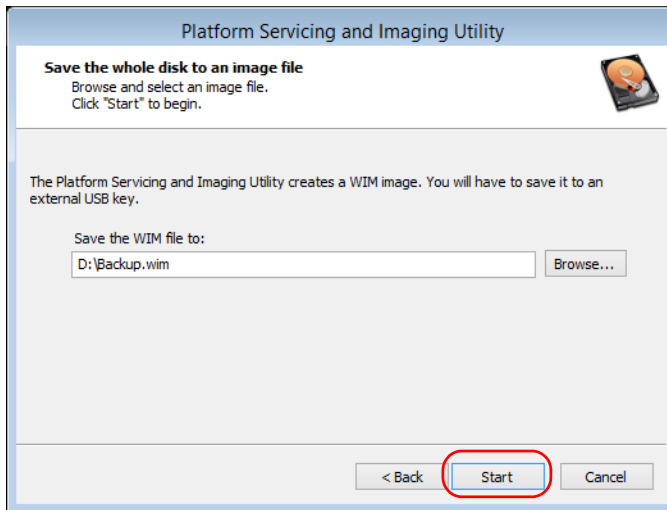 Platform Servicing and Imaging Utility
Save the whole disk to an image file
Browse and select an image file.
Click "Start" to begin.
The Platform Servicing and Imaging Utility creates a WIM image. You will have to save it to an
external USB key.
Save the WIM file to:
D:\Backup.wim
Browse...
< Back
Start
Cancel